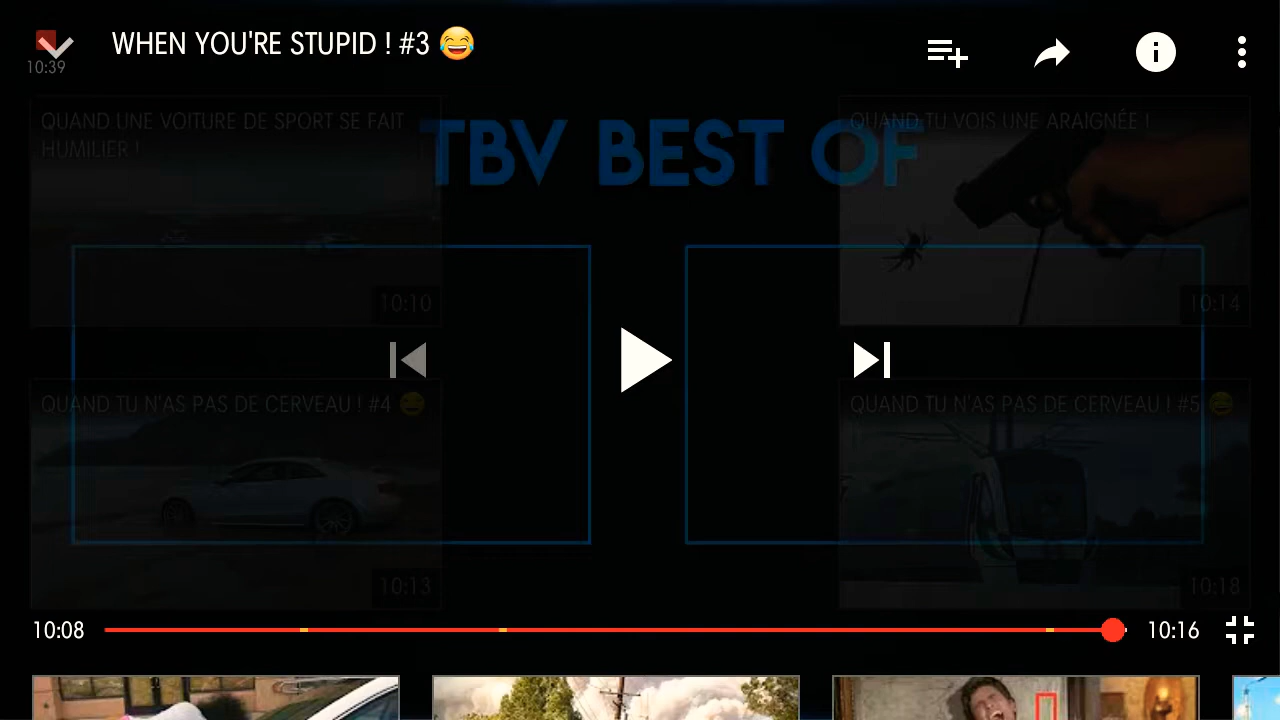 WHEN YOU'RE STUPID ! #3 😂
10:39
QUAND UNE VOITURE DE SPORT SE FAIT
HUMILIER !
10:10
TBV BEST OF
QUAND TU VOIS UNE ARAIGNÉE !
10:14
QUAND TU N'AS PAS DE CERVEAU ! #4 😂
10:13
QUAND TU N'AS PAS DE CERVEAU ! #5 😂
10:18
10:08
10:16